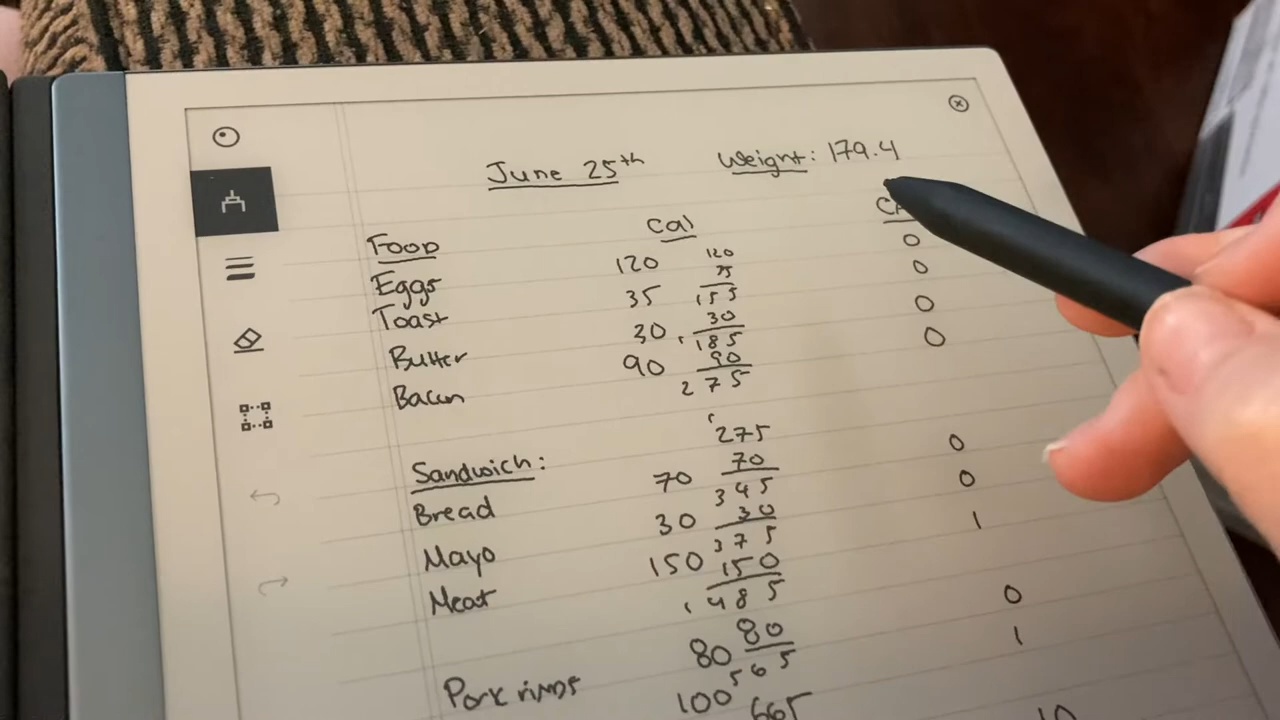 June 25th Weight: 179.4
Food Cal
Eggs 120 120 0
35
Toast 35 155 0
30
Butter 30 185 0
90
Bacon 90 275 0
275
Sandwich:
70
Bread 70 345 0
30
Mayo 30 375 0
150
Meat 150 485 1
80
Pork rinds 80 565 0
100 665 1
10